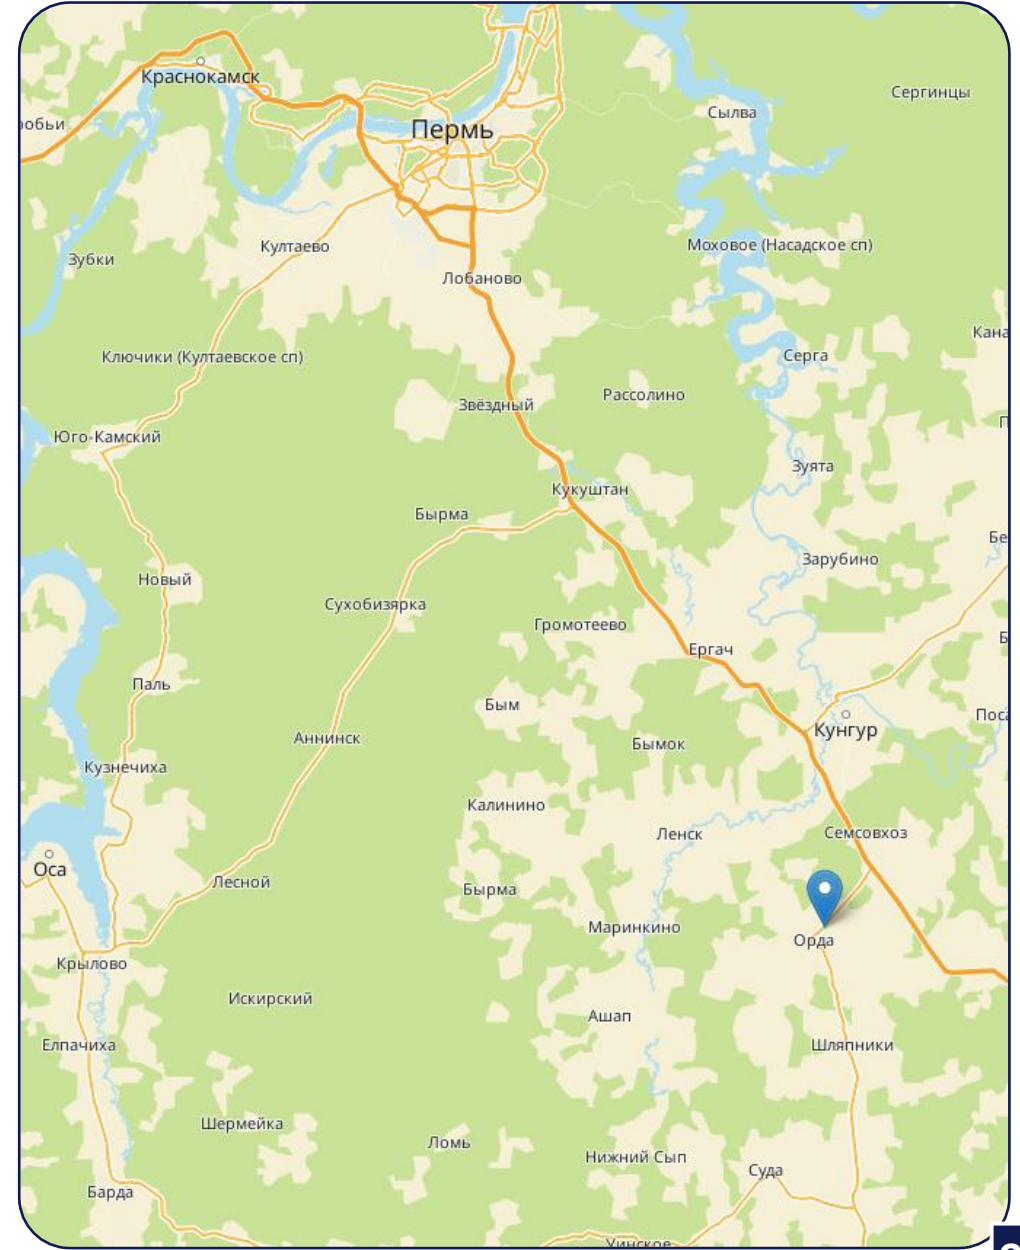 Краснокамск
Сергинцы
Сылва
Пермь
Моховое (Насадское сп)
Култаево
Зубки
Лобаново
Серга
Ключики (Култаевское сп)
Рассолино
Звёздный
Юго-Камский
Зуята
Кукуштан
Бырма
Зарубино
Новый
Сухобизярка
Громотеево
Ергач
Паль
Бым
Кунгур
Аннинск
Бымок
Кузнечиха
Калинино
Ленск
Семсовхоз
Оса
Лесной
Бырма
Маринкино
Орда
Крылово
Искирский
Ашап
Елпачиха
Шляпники
Шермейка
Ломь
Нижний Сып
Суда
Барда
Уинское